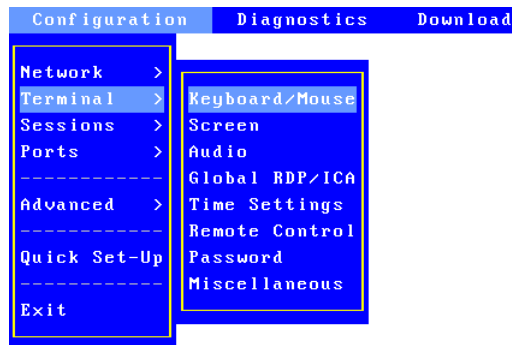 Configuration Diagnostics Download
Network >
Terminal > Keyboard/Mouse
Sessions > Screen
Ports > Audio
------------ Global RDP/ICA
Advanced > Time Settings
------------ Remote Control
Quick Set-Up Password
------------ Miscellaneous
Exit